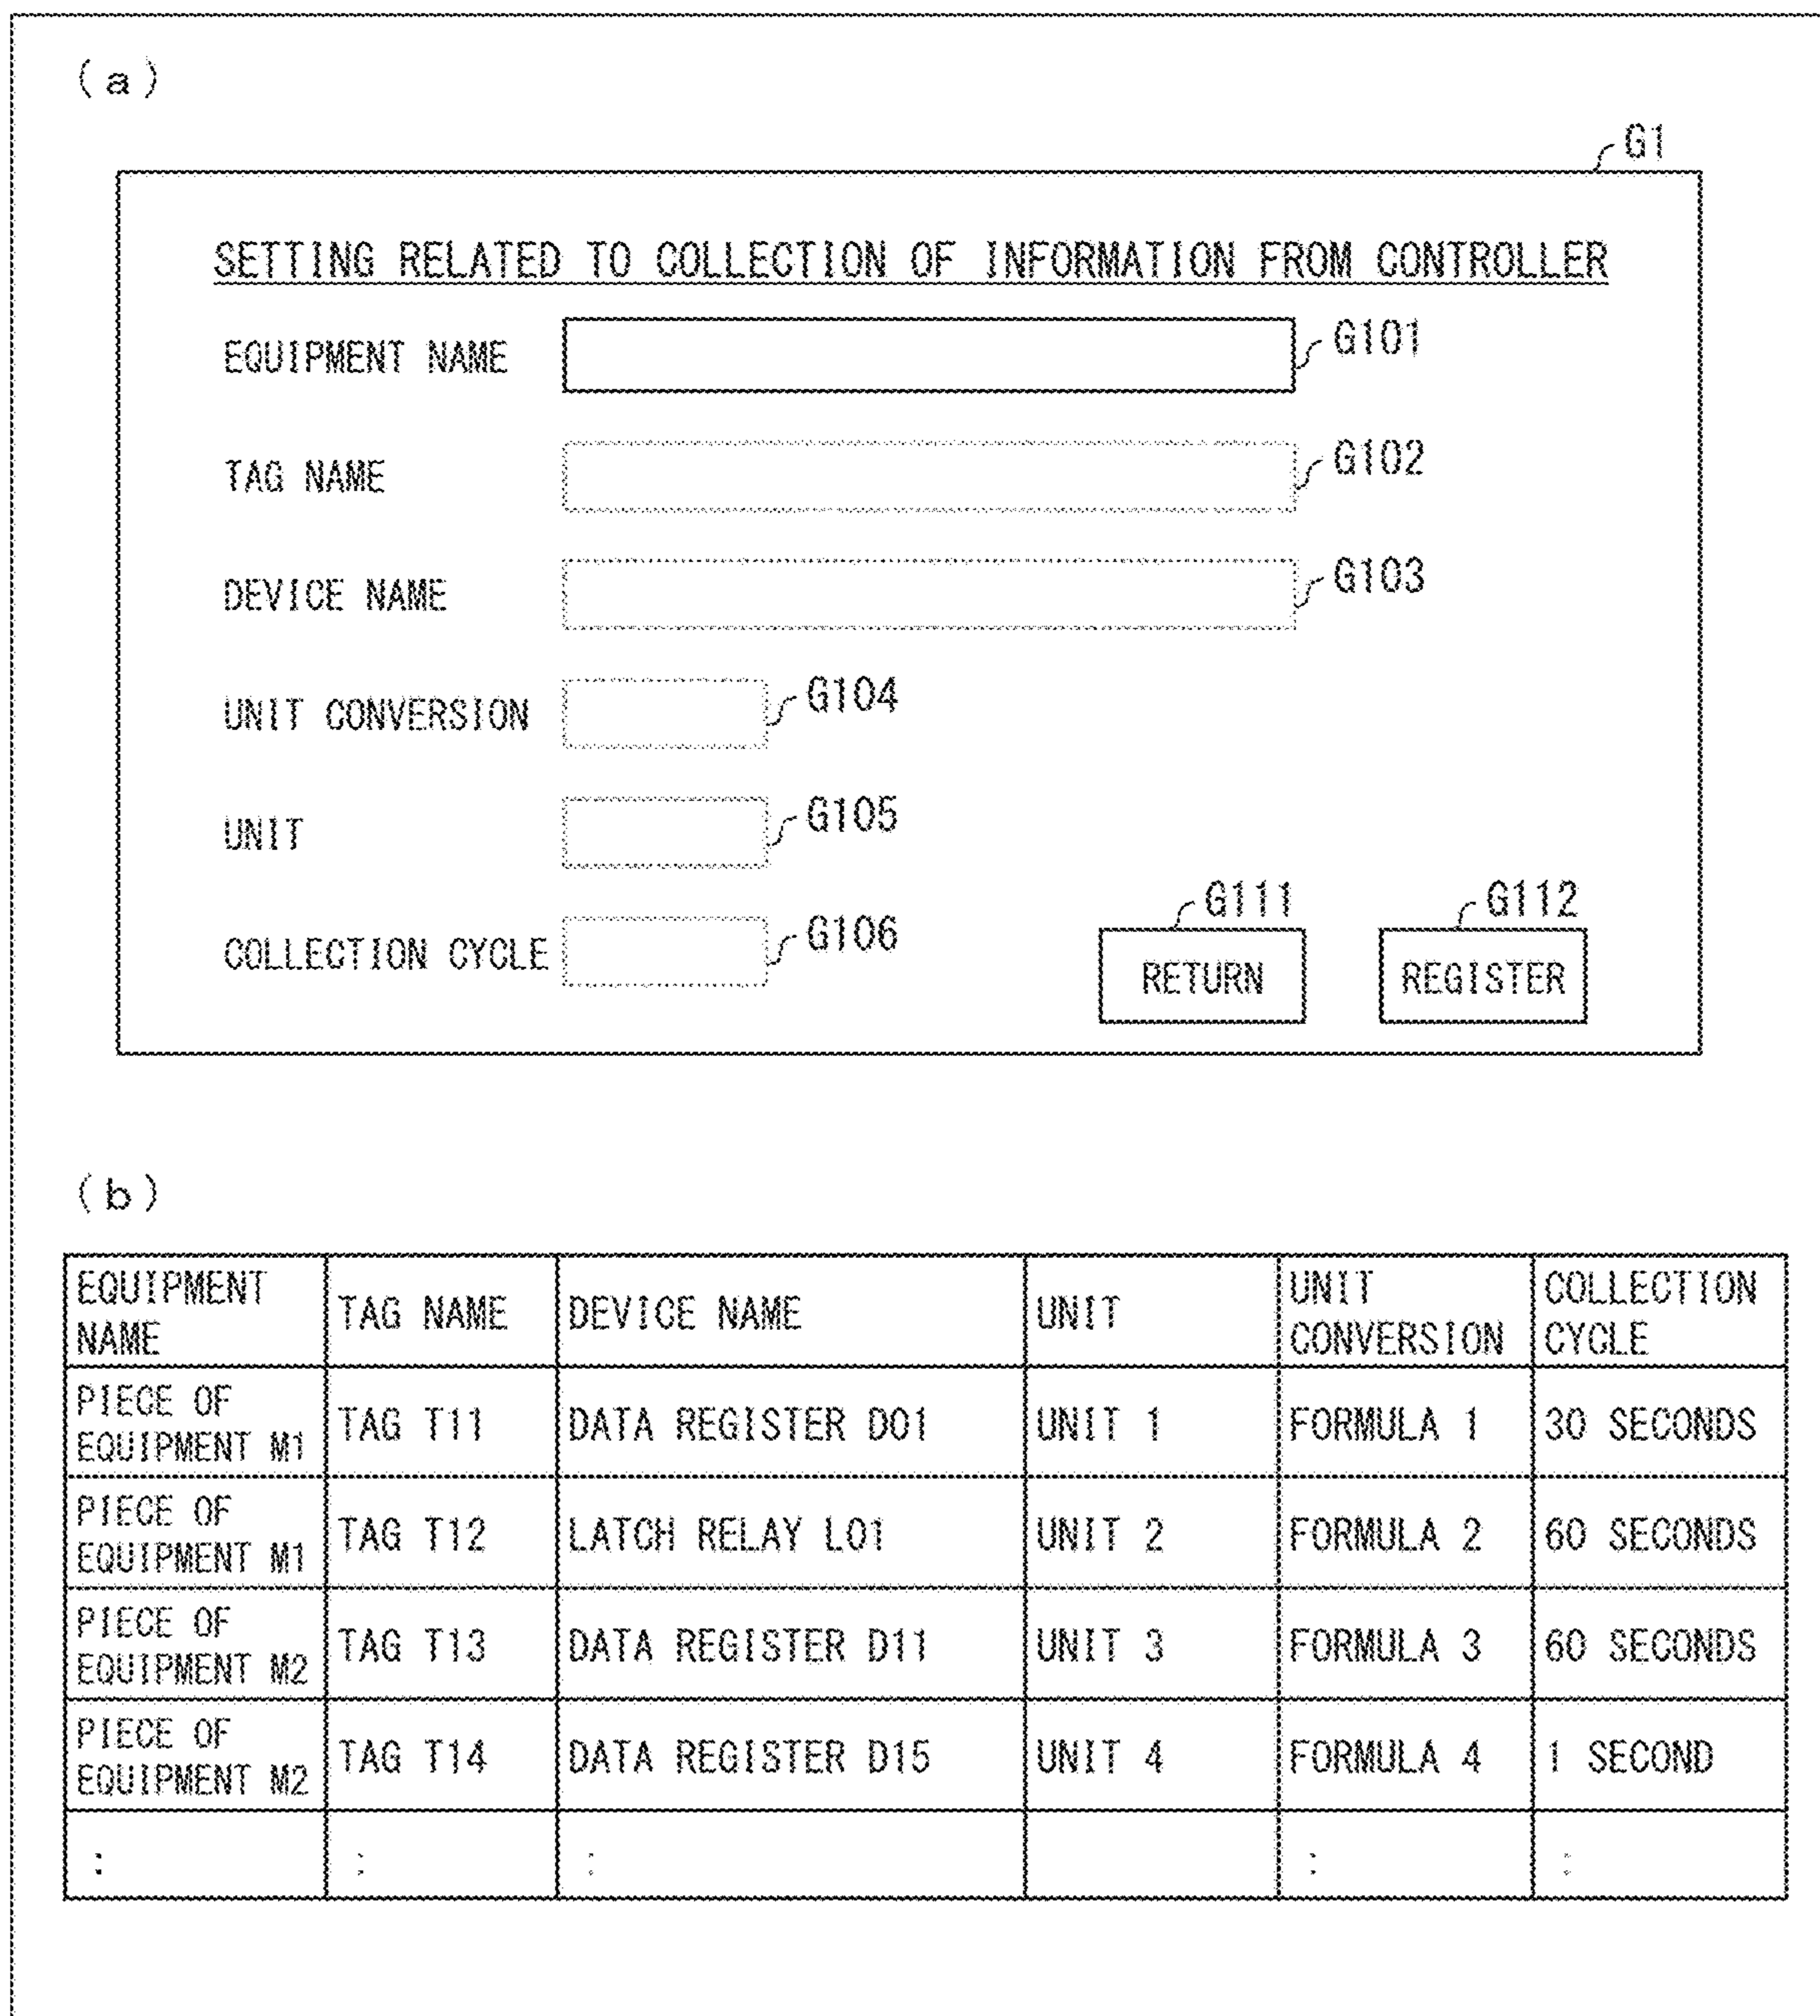 (a)
G1
SETTING RELATED TO COLLECTION OF INFORMATION FROM CONTROLLER
EQUIPMENT NAME G101
TAG NAME G102
DEVICE NAME G103
UNIT CONVERSION G104
UNIT G105
COLLECTION CYCLE G106
G111 G112
RETURN REGISTER
(b)
EQUIPMENT NAME TAG NAME DEVICE NAME UNIT UNIT CONVERSION COLLECTION CYCLE
PIECE OF EQUIPMENT M1 TAG T11 DATA REGISTER D01 UNIT 1 FORMULA 1 30 SECONDS
PIECE OF EQUIPMENT M1 TAG T12 LATCH RELAY L01 UNIT 2 FORMULA 2 60 SECONDS
PIECE OF EQUIPMENT M2 TAG T13 DATA REGISTER D11 UNIT 3 FORMULA 3 60 SECONDS
PIECE OF EQUIPMENT M2 TAG T14 DATA REGISTER D15 UNIT 4 FORMULA 4 1 SECOND
: : : : :